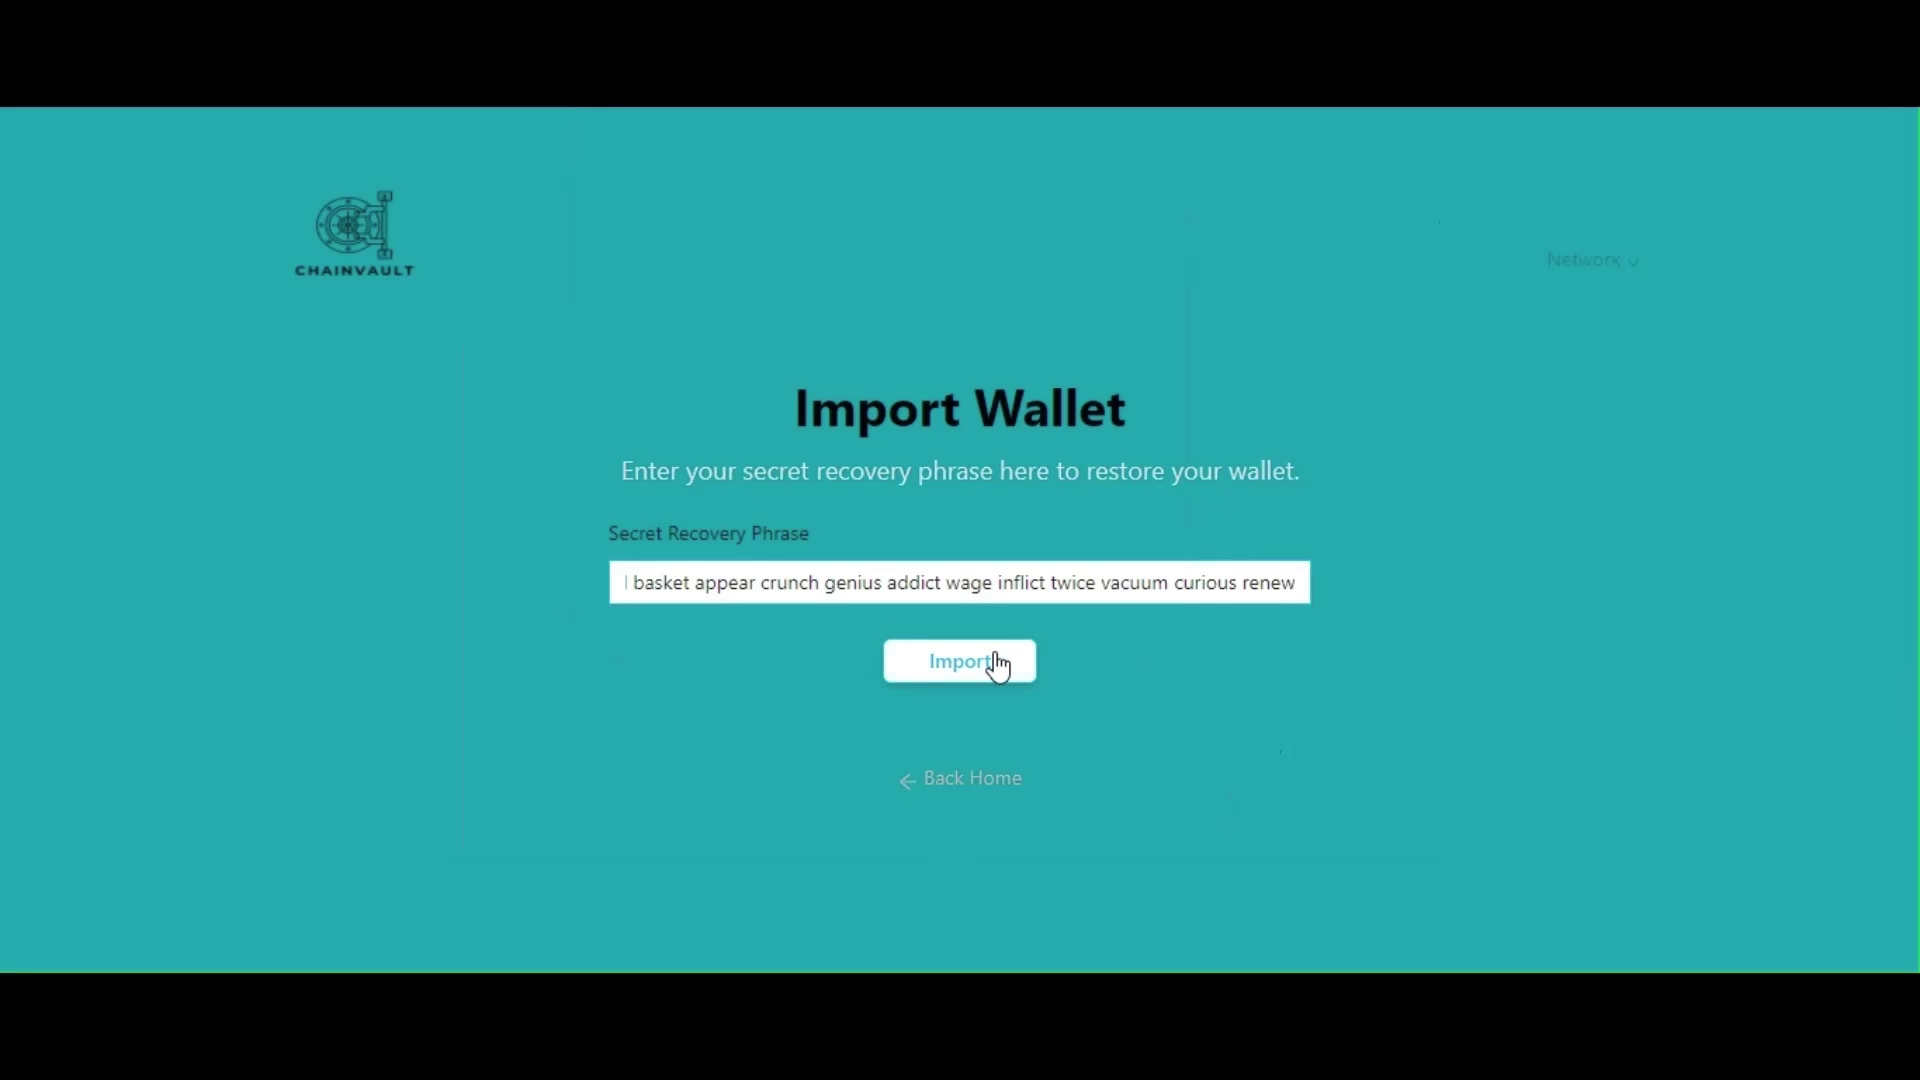 CHAINVAULT
Network
Import Wallet
Enter your secret recovery phrase here to restore your wallet.
Secret Recovery Phrase
basket appear crunch genius addict wage inflict twice vacuum curious renew
Import
Back Home